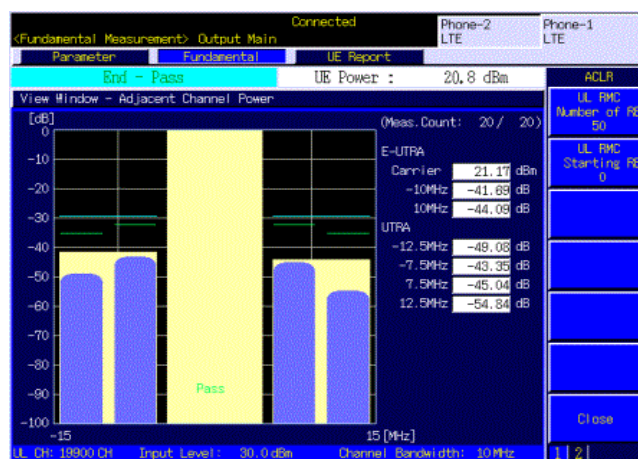 Connected
Phone-2
LTE
Phone-1
LTE
<Fundamental Measurement> Output Main
Parameter
Fundamental
UE Report
End - Pass
UE Power : 20.8 dBm
ACLR
View Window - Adjacent Channel Power
UL RMC
Number of RB
50
UL RMC
Starting RB
0
[dB]
(Meas.Count: 20/ 20)
0
-10
-20
-30
-40
-50
-60
-70
-80
-90
-100
E-UTRA
Carrier 21.17 dBm
-10MHz -41.69 dB
10MHz -44.09 dB
UTRA
-12.5MHz -49.08 dB
-7.5MHz -43.35 dB
7.5MHz -45.04 dB
12.5MHz -54.84 dB
Pass
-15
15 [MHz]
Close
UL CH: 19900 CH Input Level: 30.0 dBm Channel Bandwidth: 10 MHz
1 2